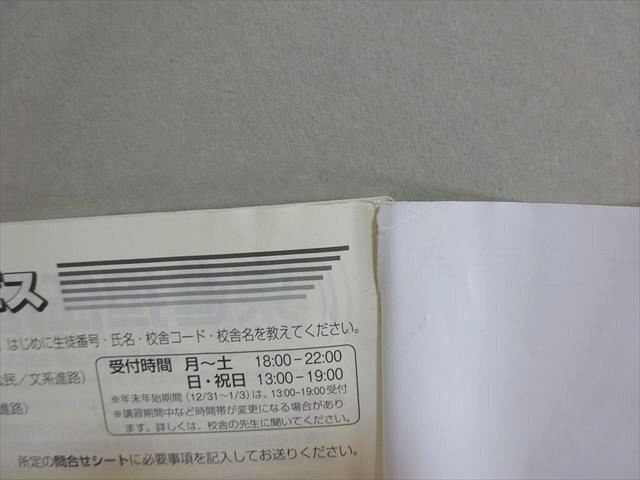 ス
はじめに生徒番号・氏名・校舎コード・校舎名を教えてください。
受付時間 月〜土 18:00-22:00
日・祝日 13:00-19:00
民/文系進路)
進路)
※年末年始期間(12/31〜1/3)は、13:00-19:00受付
※講習期間中など時間帯が変更になる場合があり
ます。詳しくは、校舎の先生に聞いてください。
所定の問合せシートに必要事項を記入してお送りください。